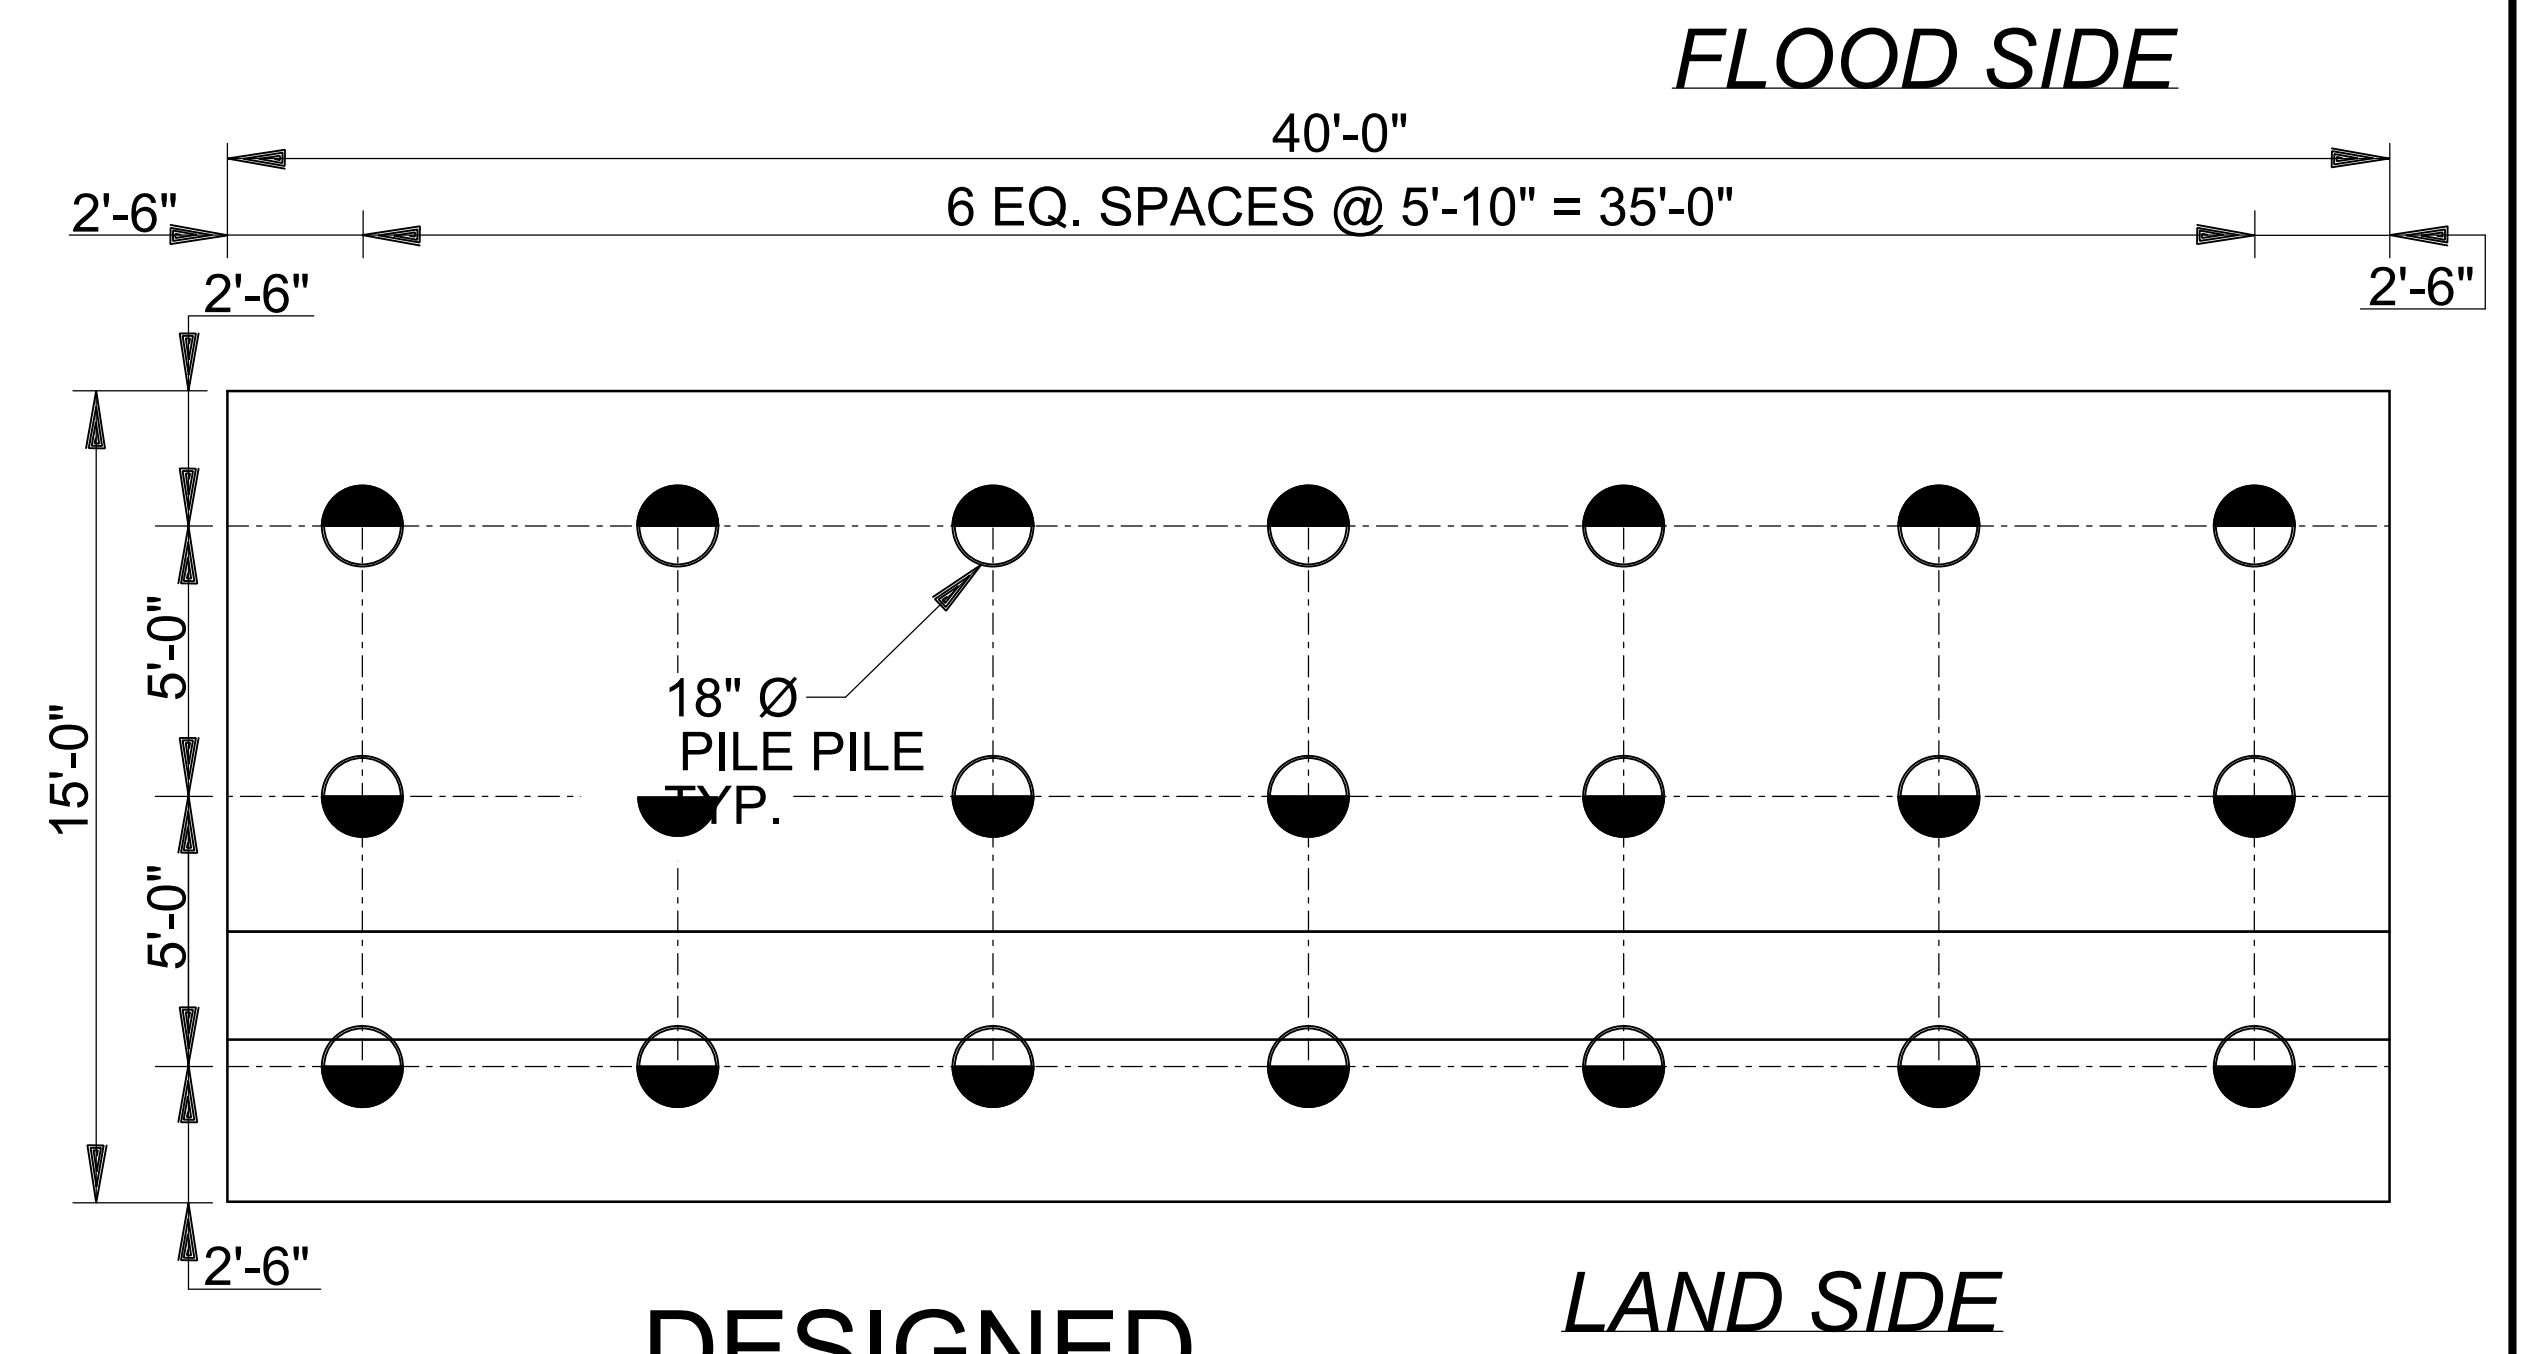 FLOOD SIDE
40'-0"
2'-6"
6 EQ. SPACES @ 5'-10" = 35'-0"
2'-6"
2'-6"
5'-0"
18" Ø
PILE PILE
TYP.
15'-0"
5'-0"
2'-6"
LAND SIDE
DESIGNED